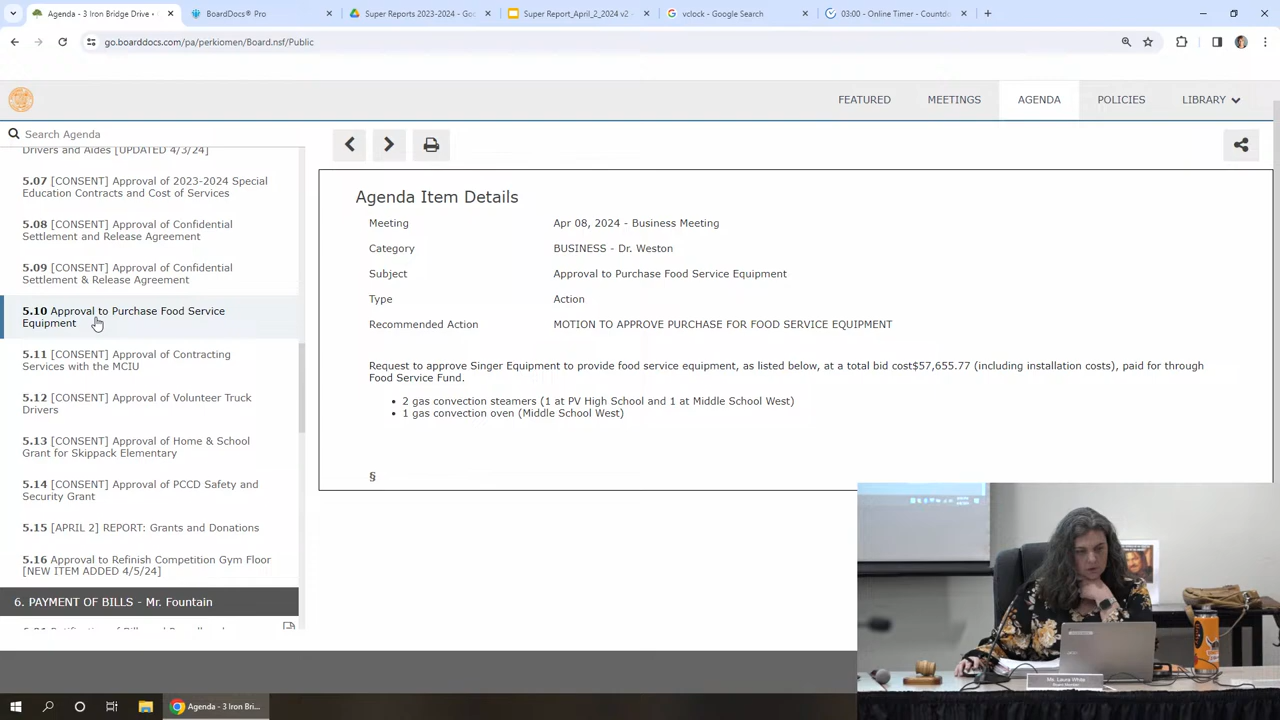 Agenda - 3 Iron Bridge Drive •
BoardDocs® Pro
Super Reports 2023-2024 - Goo
Super Report_April_2_2024 v2 -
vclock - Google Search
03:00 - Online Timer - Countdo
go.boarddocs.com/pa/perkiomen/Board.nsf/Public
FEATURED
MEETINGS
AGENDA
POLICIES
LIBRARY
Search Agenda
Drivers and Aides [UPDATED 4/3/24]
5.07 [CONSENT] Approval of 2023-2024 Special
Education Contracts and Cost of Services
5.08 [CONSENT] Approval of Confidential
Settlement and Release Agreement
5.09 [CONSENT] Approval of Confidential
Settlement & Release Agreement
5.10 Approval to Purchase Food Service
Equipment
5.11 [CONSENT] Approval of Contracting
Services with the MCIU
5.12 [CONSENT] Approval of Volunteer Truck
Drivers
5.13 [CONSENT] Approval of Home & School
Grant for Skippack Elementary
5.14 [CONSENT] Approval of PCCD Safety and
Security Grant
5.15 [APRIL 2] REPORT: Grants and Donations
5.16 Approval to Refinish Competition Gym Floor
[NEW ITEM ADDED 4/5/24]
6. PAYMENT OF BILLS - Mr. Fountain
Agenda Item Details
Meeting Apr 08, 2024 - Business Meeting
Category BUSINESS - Dr. Weston
Subject Approval to Purchase Food Service Equipment
Type Action
Recommended Action MOTION TO APPROVE PURCHASE FOR FOOD SERVICE EQUIPMENT
Request to approve Singer Equipment to provide food service equipment, as listed below, at a total bid cost$57,655.77 (including installation costs), paid for through
Food Service Fund.
• 2 gas convection steamers (1 at PV High School and 1 at Middle School West)
• 1 gas convection oven (Middle School West)
§
Ms. Laura White
Agenda - 3 Iron Bri...